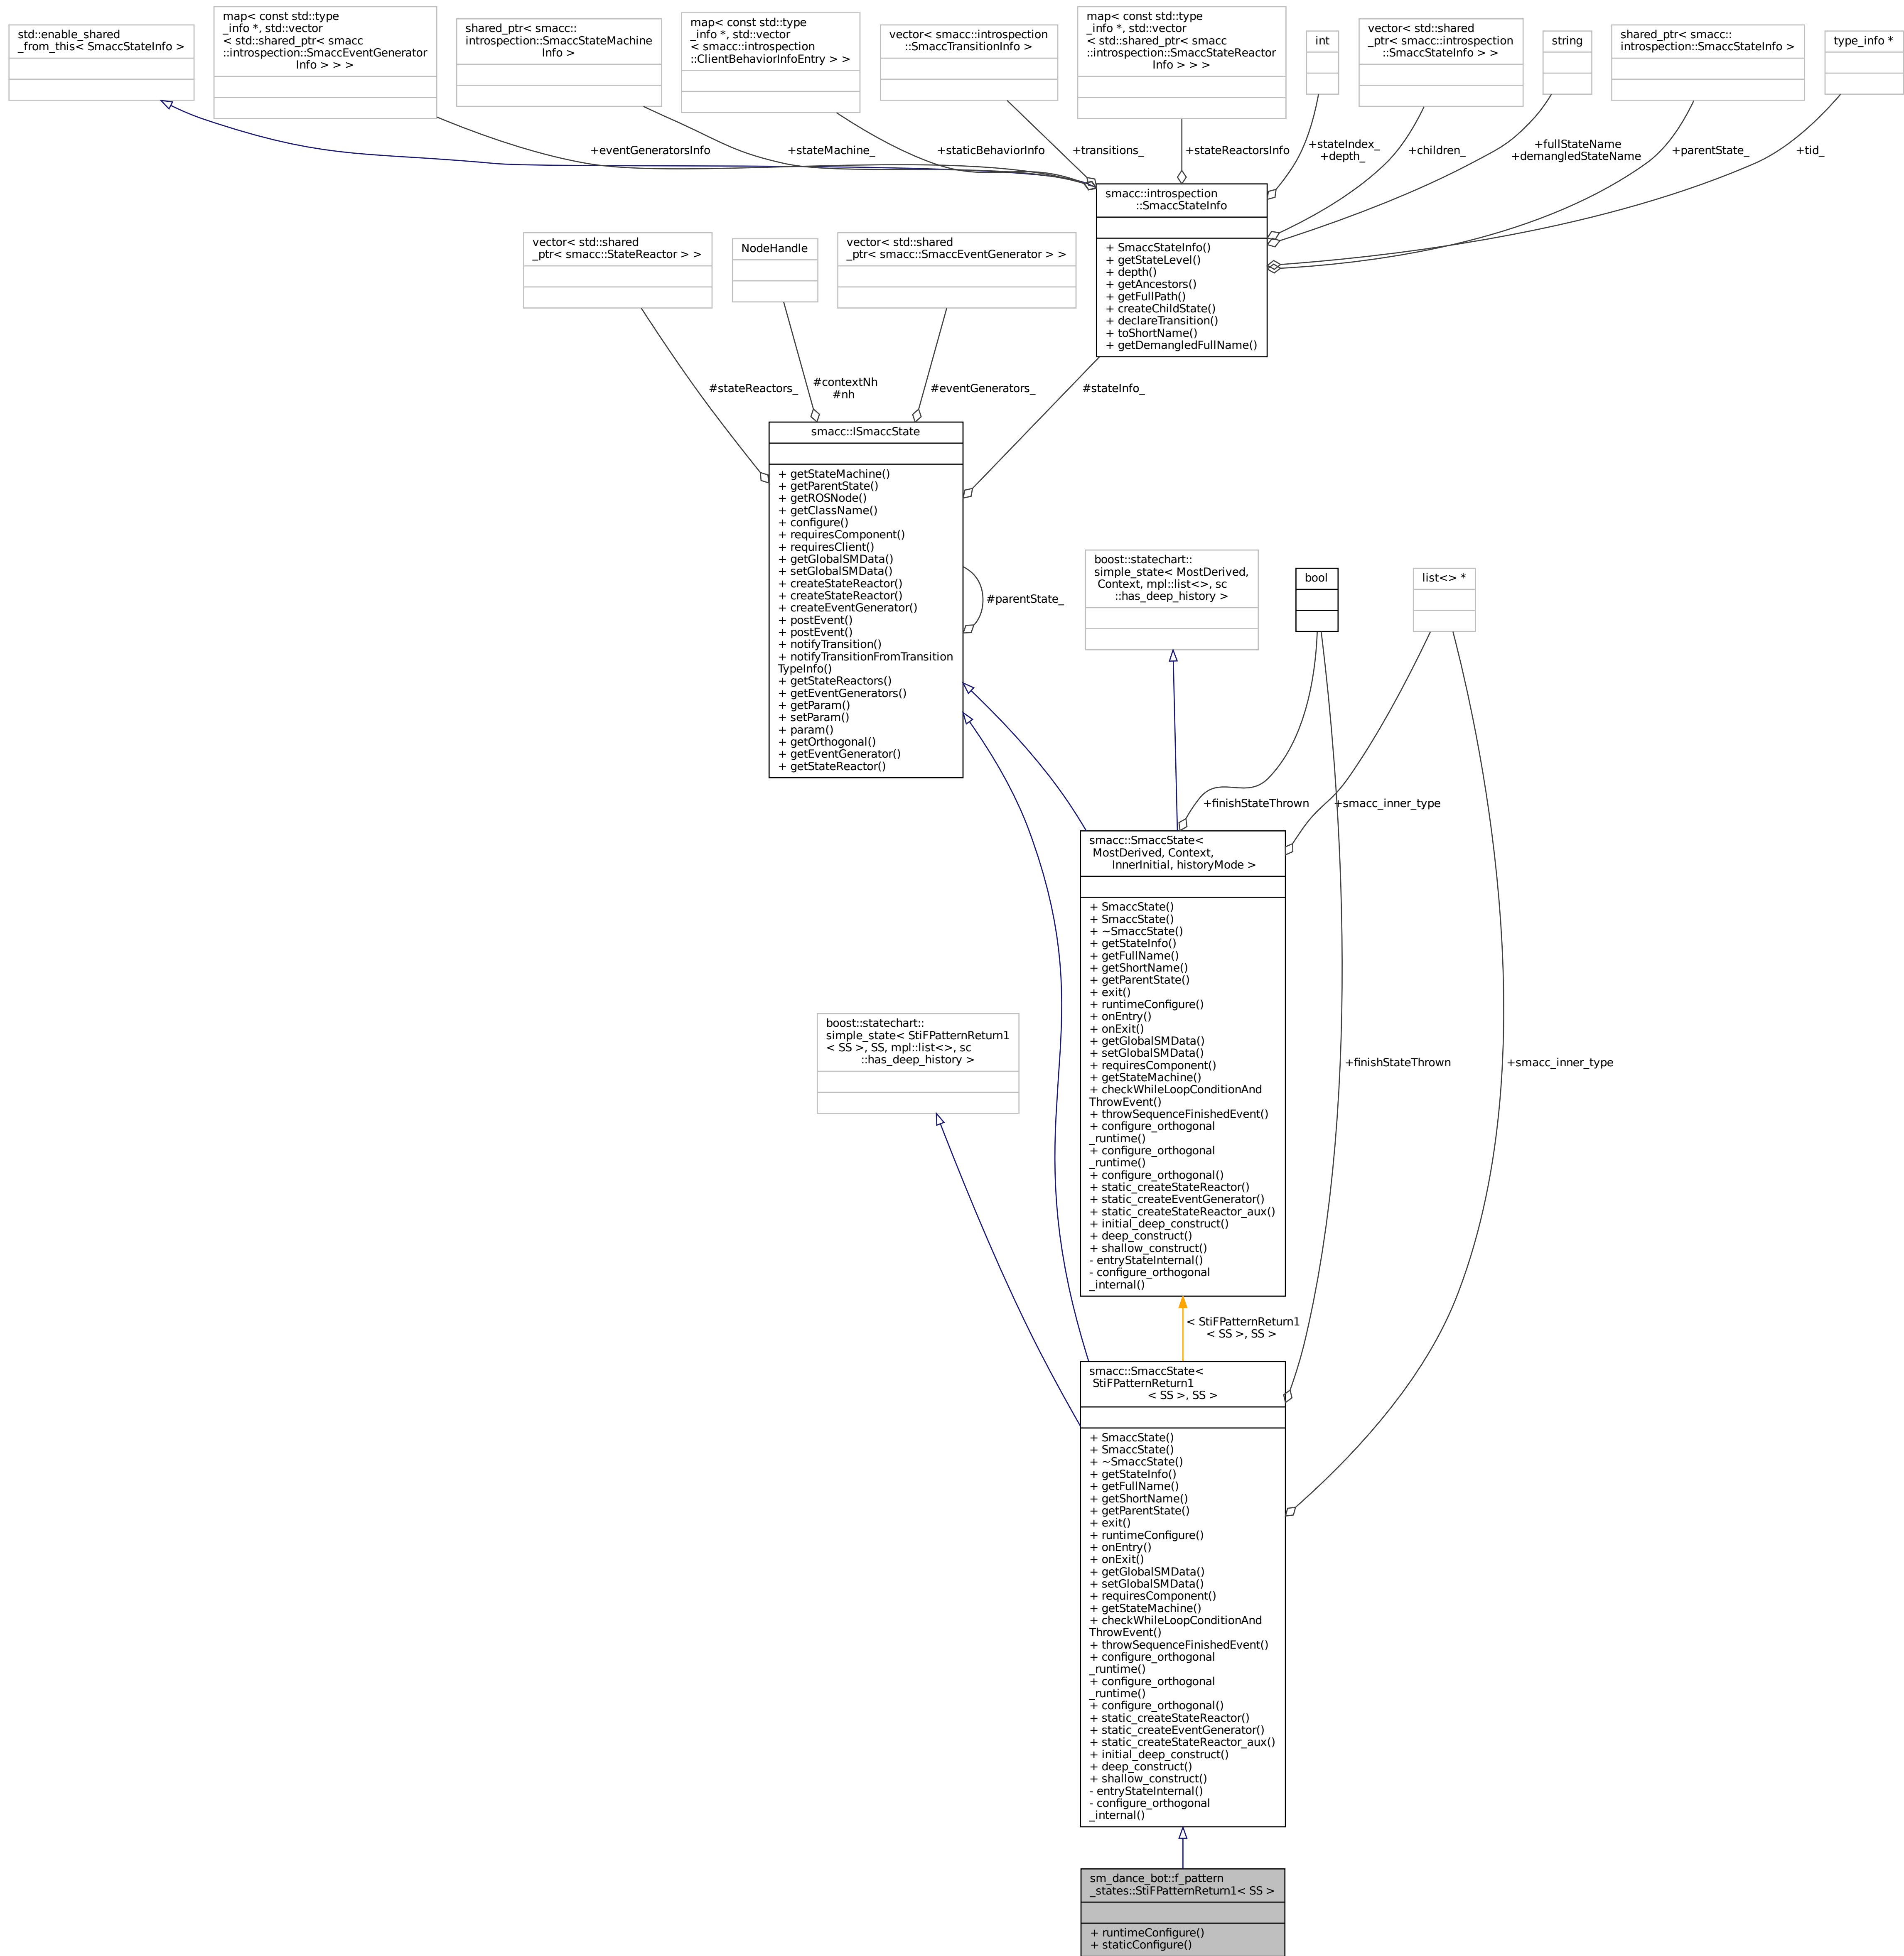 std::enable_shared
_from_this< SmaccStateInfo >
map< const std::type
_info *, std::vector
< std::shared_ptr< smacc
::introspection::SmaccEventGenerator
Info > > >
shared_ptr< smacc::
introspection::SmaccStateMachine
Info >
map< const std::type
_info *, std::vector
< smacc::introspection
::ClientBehaviorInfoEntry > >
vector< smacc::introspection
::SmaccTransitionInfo >
map< const std::type
_info *, std::vector
< std::shared_ptr< smacc
::introspection::SmaccStateReactor
Info > > >
int
vector< std::shared
_ptr< smacc::introspection
::SmaccStateInfo > >
string
shared_ptr< smacc::
introspection::SmaccStateInfo >
type_info *
+eventGeneratorsInfo
+stateMachine_
+staticBehaviorInfo
+transitions_
+stateReactorsInfo
+stateIndex_
+depth_
+children_
+fullStateName
+demangledStateName
+parentState_
+tid_
smacc::introspection
::SmaccStateInfo
+ SmaccStateInfo()
+ getStateLevel()
+ depth()
+ getAncestors()
+ getFullPath()
+ createChildState()
+ declareTransition()
+ toShortName()
+ getDemangledFullName()
vector< std::shared
_ptr< smacc::StateReactor > >
NodeHandle
vector< std::shared
_ptr< smacc::SmaccEventGenerator > >
#stateReactors_
#contextNh
#nh
#eventGenerators_
#stateInfo_
smacc::ISmaccState
+ getStateMachine()
+ getParentState()
+ getROSNode()
+ getClassName()
+ configure()
+ requiresComponent()
+ requiresClient()
+ getGlobalSMData()
+ setGlobalSMData()
+ createStateReactor()
+ createStateReactor()
+ createEventGenerator()
+ postEvent()
+ postEvent()
+ notifyTransition()
+ notifyTransitionFromTransition
TypeInfo()
+ getStateReactors()
+ getEventGenerators()
+ getParam()
+ setParam()
+ param()
+ getOrthogonal()
+ getEventGenerator()
+ getStateReactor()
#parentState_
boost::statechart::
simple_state< MostDerived,
Context, mpl::list<>, sc
::has_deep_history >
bool
list<> *
+finishStateThrown
+smacc_inner_type
smacc::SmaccState<
MostDerived, Context,
InnerInitial, historyMode >
+ SmaccState()
+ SmaccState()
+ ~SmaccState()
+ getStateInfo()
+ getFullName()
+ getShortName()
+ getParentState()
+ exit()
+ runtimeConfigure()
+ onEntry()
+ onExit()
+ getGlobalSMData()
+ setGlobalSMData()
+ requiresComponent()
+ getStateMachine()
+ checkWhileLoopConditionAnd
ThrowEvent()
+ throwSequenceFinishedEvent()
+ configure_orthogonal
_runtime()
+ configure_orthogonal
_runtime()
+ configure_orthogonal()
+ static_createStateReactor()
+ static_createEventGenerator()
+ static_createStateReactor_aux()
+ initial_deep_construct()
+ deep_construct()
+ shallow_construct()
- entryStateInternal()
- configure_orthogonal
_internal()
boost::statechart::
simple_state< StiFPatternReturn1
< SS >, SS, mpl::list<>, sc
::has_deep_history >
+finishStateThrown
+smacc_inner_type
< StiFPatternReturn1
< SS >, SS >
smacc::SmaccState<
StiFPatternReturn1
< SS >, SS >
+ SmaccState()
+ SmaccState()
+ ~SmaccState()
+ getStateInfo()
+ getFullName()
+ getShortName()
+ getParentState()
+ exit()
+ runtimeConfigure()
+ onEntry()
+ onExit()
+ getGlobalSMData()
+ setGlobalSMData()
+ requiresComponent()
+ getStateMachine()
+ checkWhileLoopConditionAnd
ThrowEvent()
+ throwSequenceFinishedEvent()
+ configure_orthogonal
_runtime()
+ configure_orthogonal
_runtime()
+ configure_orthogonal()
+ static_createStateReactor()
+ static_createEventGenerator()
+ static_createStateReactor_aux()
+ initial_deep_construct()
+ deep_construct()
+ shallow_construct()
- entryStateInternal()
- configure_orthogonal
_internal()
sm_dance_bot::f_pattern
_states::StiFPatternReturn1< SS >
+ runtimeConfigure()
+ staticConfigure()